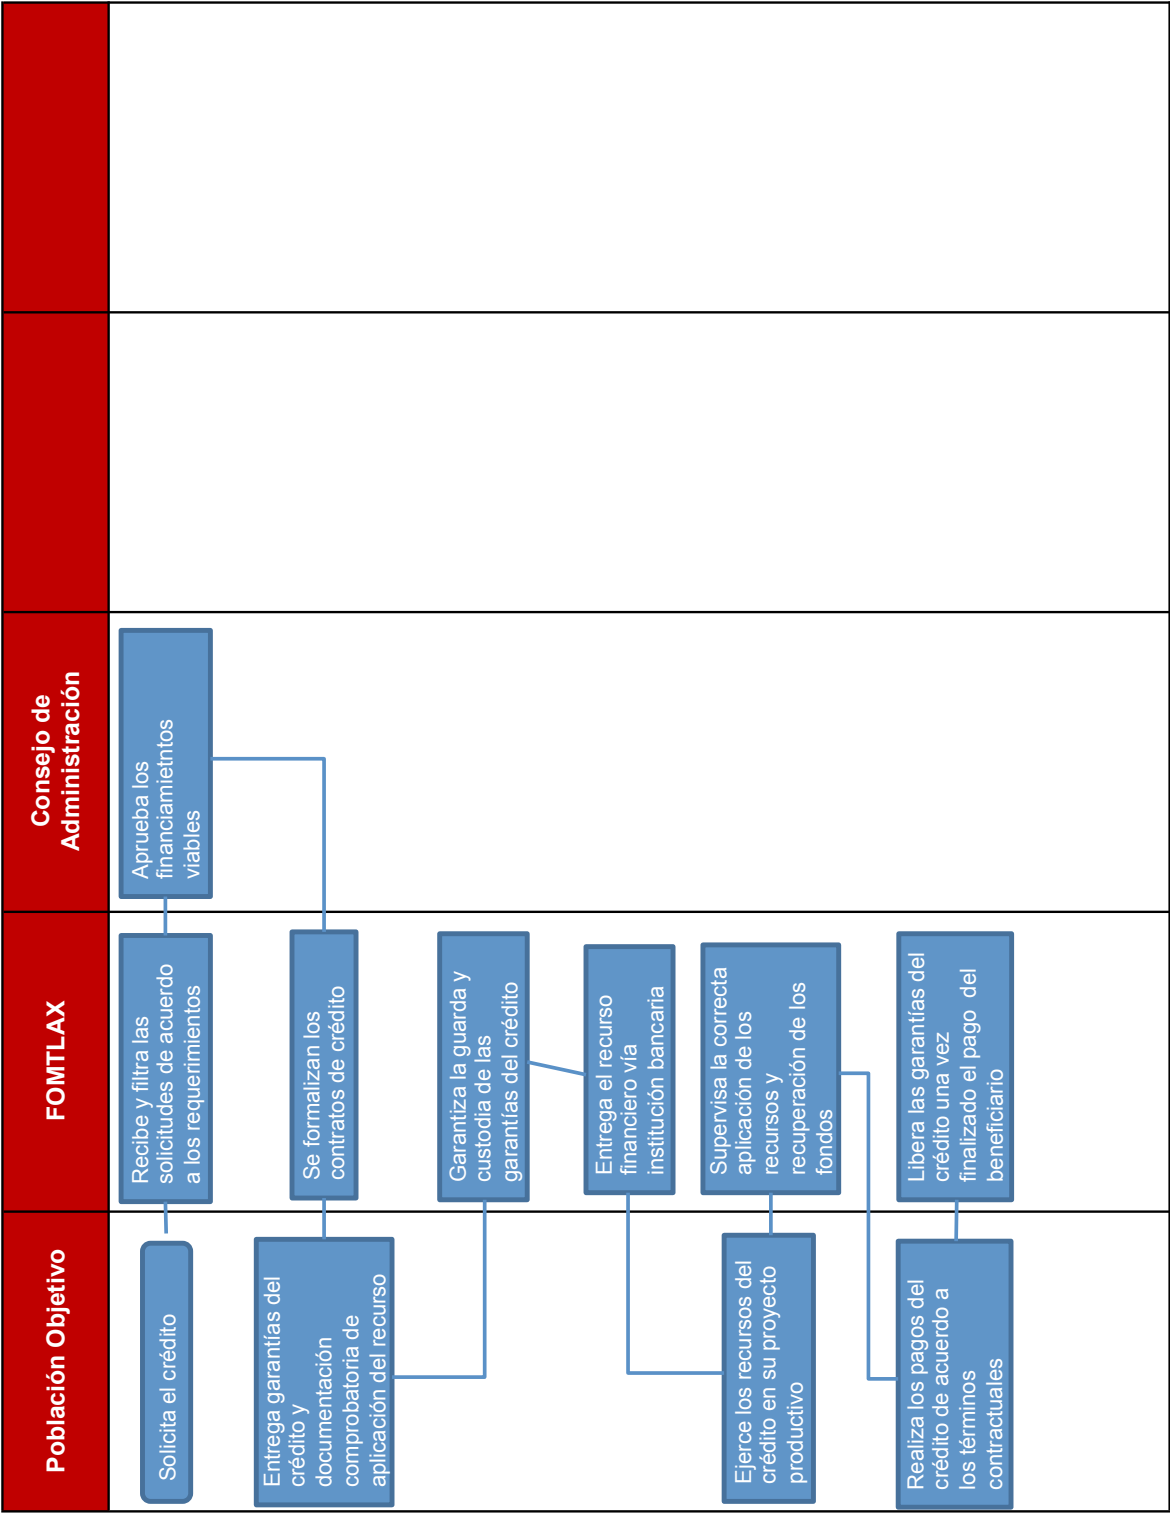 Población Objetivo
FOMTLAX
Consejo de
Administración
Solicita el crédito
Recibe y filtra las
solicitudes de acuerdo
a los requerimientos
Aprueba los
financiamietntos
viables
Se formalizan los
contratos de crédito
Entrega garantías del
crédito y
documentación
comprobatoria de
aplicación del recurso
Garantiza la guarda y
custodia de las
garantías del crédito
Entrega el recurso
financiero vía
institución bancaria
Ejerce los recursos del
crédito en su proyecto
productivo
Supervisa la correcta
aplicación de los
recursos y
recuperación de los
fondos
Realiza los pagos del
crédito de acuerdo a
los términos
contractuales
Libera las garantías del
crédito una vez
finalizado el pago del
beneficiario